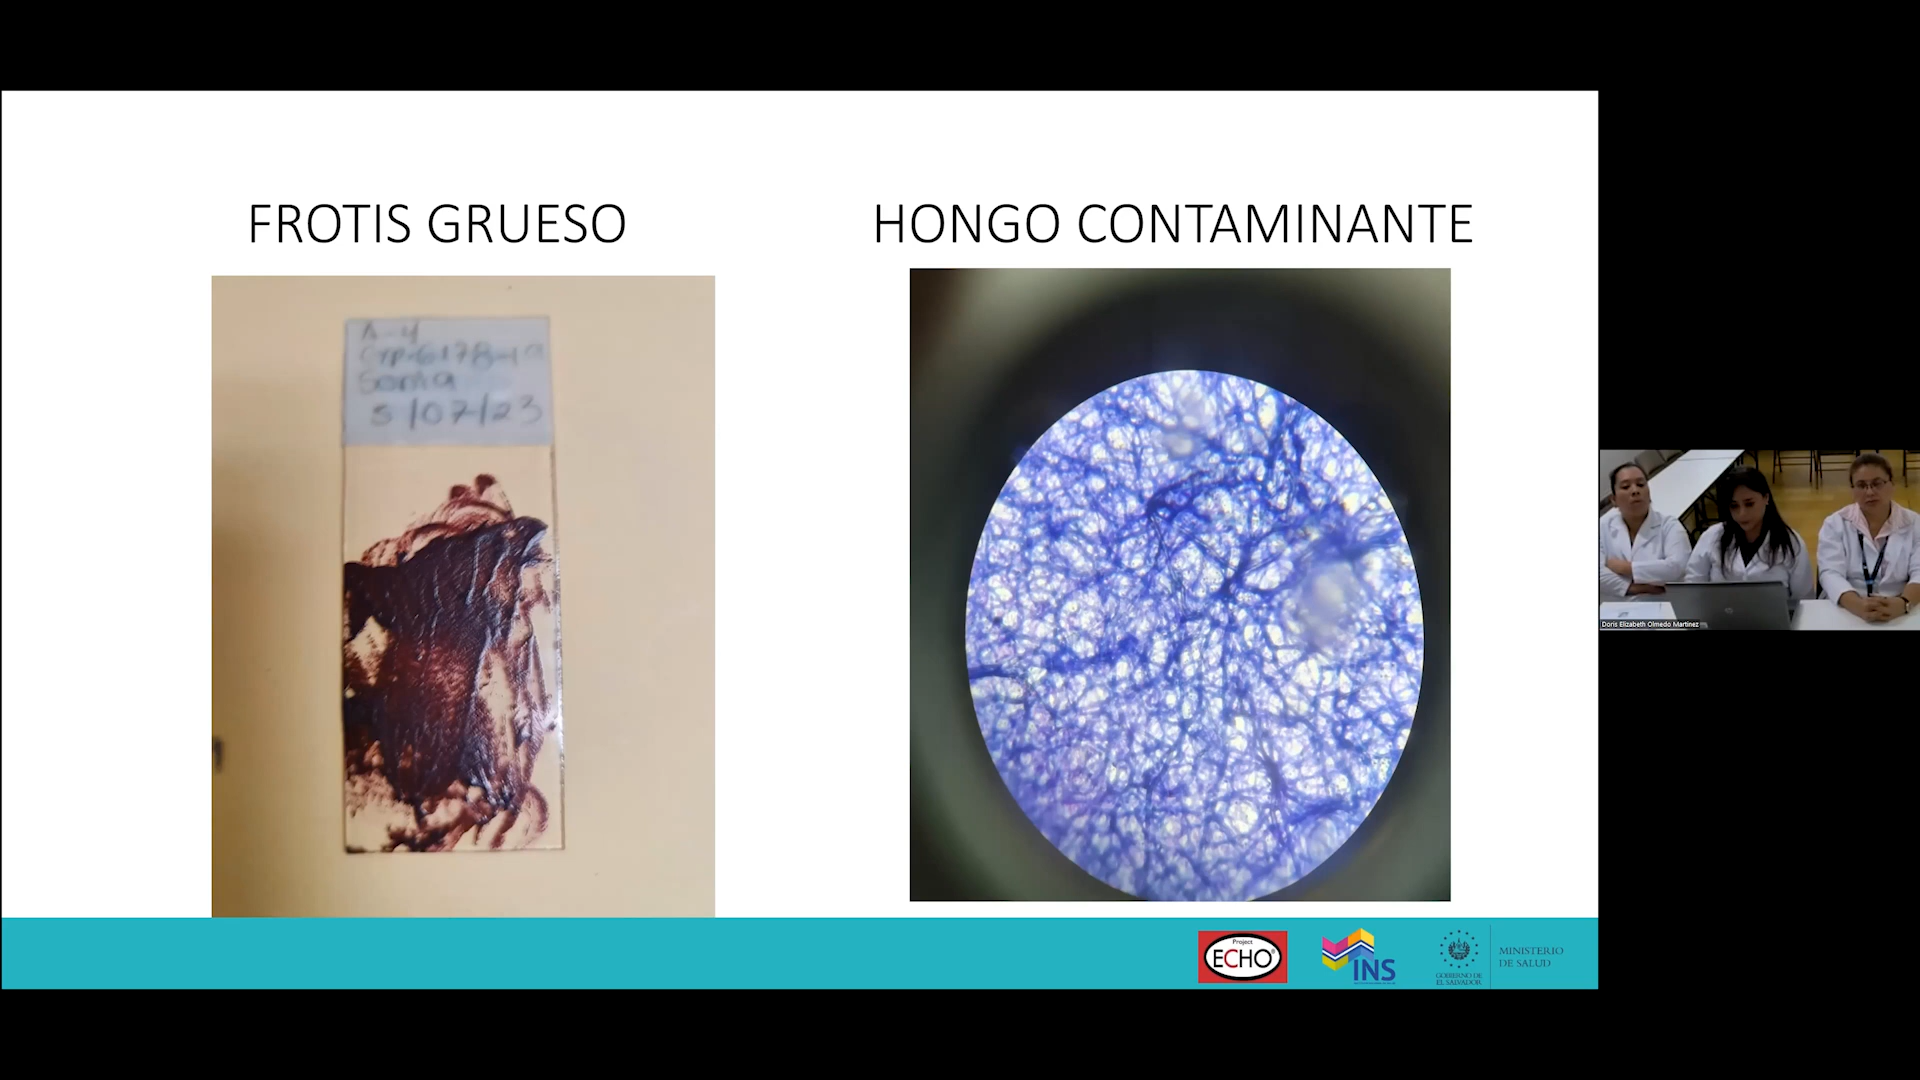 FROTIS GRUESO
HONGO CONTAMINANTE
A-4
Sonia
5/07/23
Doris Elizabeth Olmedo Martínez
Project
ECHO
INS
GOBIERNO DE
EL SALVADOR
MINISTERIO
DE SALUD